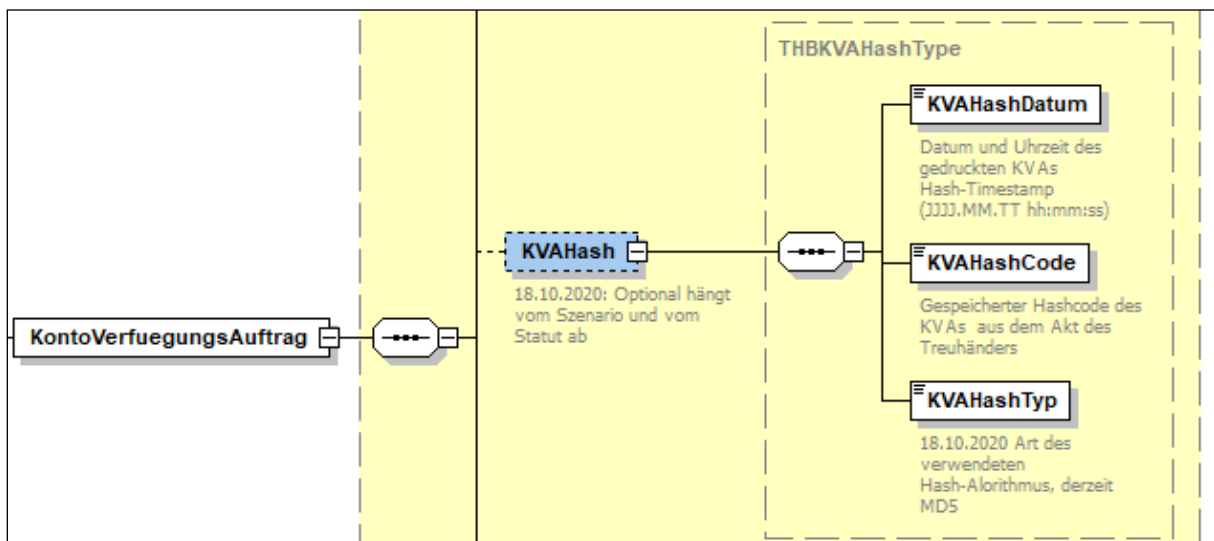 THBKVAHashType
KVAHashDatum
Datum und Uhrzeit des
gedruckten KVAs
Hash-Timestamp
(JJJJ.MM.TT hh:mm:ss)
KVAHash
18.10.2020: Optional hängt
vom Szenario und vom
Statut ab
KVAHashCode
Gespeicherter Hashcode des
KVAs aus dem Akt des
Treuhänders
KontoVerfuegungsAuftrag
KVAHashTyp
18.10.2020 Art des
verwendeten
Hash-Alorithmus, derzeit
MD5